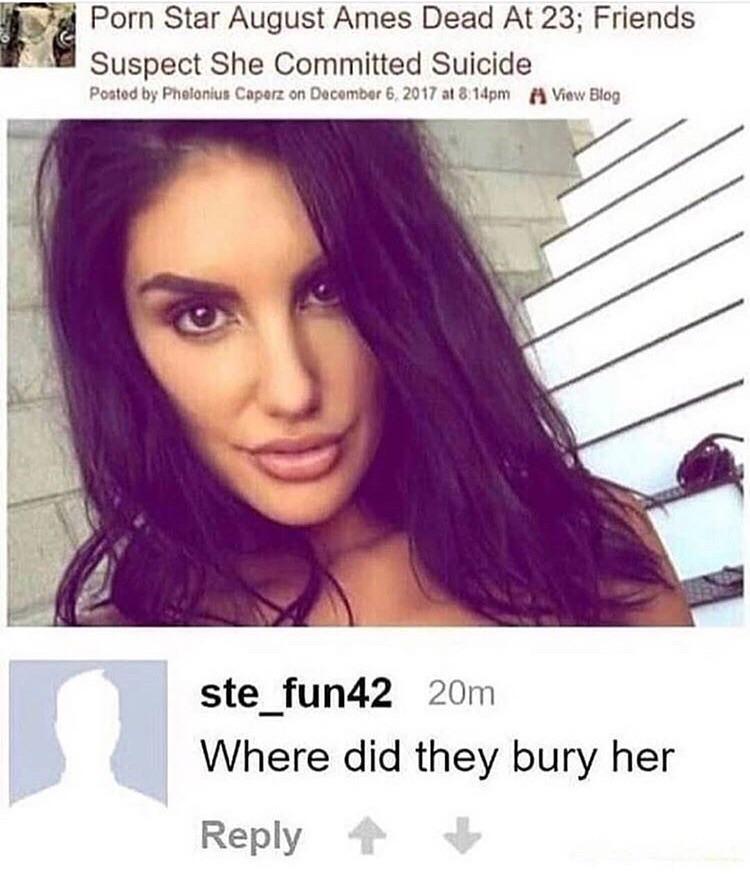 Porn Star August Ames Dead At 23; Friends
Suspect She Committed Suicide
Posted by Phelonius Caperz on December 6, 2017 at 8:14pm View Blog
ste_fun42 20m
Where did they bury her
Reply